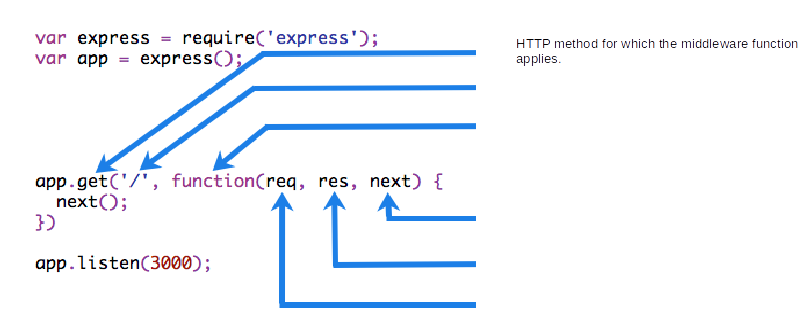 var express = require('express');
var app = express();
HTTP method for which the middleware function
applies.
app.get('/', function(req, res, next) {
next();
})
app.listen(3000);